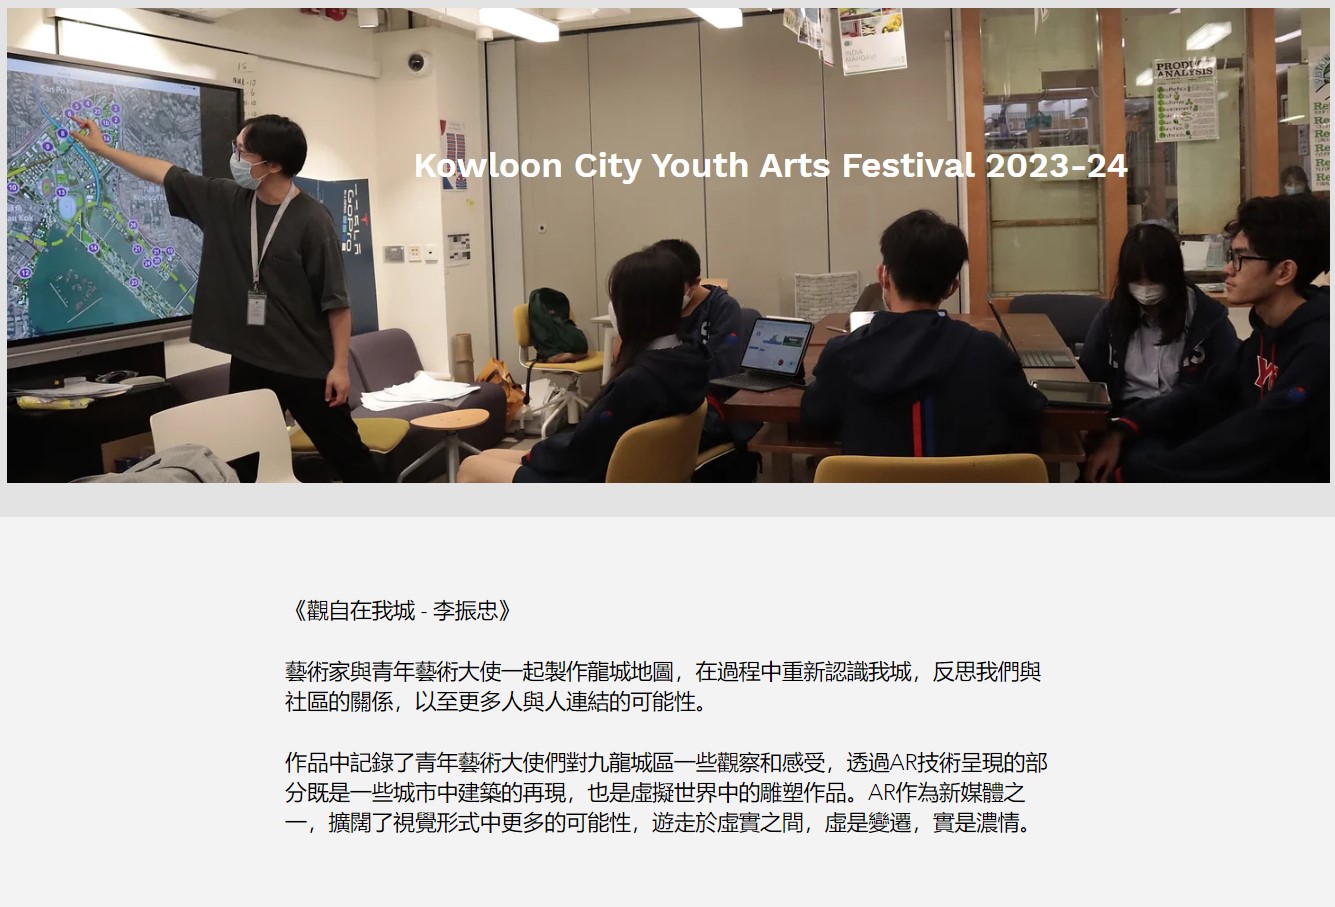 Kowloon City Youth Arts Festival 2023-24
PRODUCT
ANALYSIS
INDIA
MAHDAVI
TESLA
GoPro
《觀自在我城 - 李振忠》
藝術家與青年藝術大使一起製作龍城地圖，在過程中重新認識我城，反思我們與
社區的關係，以至更多人與人連結的可能性。
作品中記錄了青年藝術大使們對九龍城區一些觀察和感受，透過AR技術呈現的部
分既是一些城市中建築的再現，也是虛擬世界中的雕塑作品。AR作為新媒體之
一，擴闊了視覺形式中更多的可能性，遊走於虛實之間，虛是變遷，實是濃情。